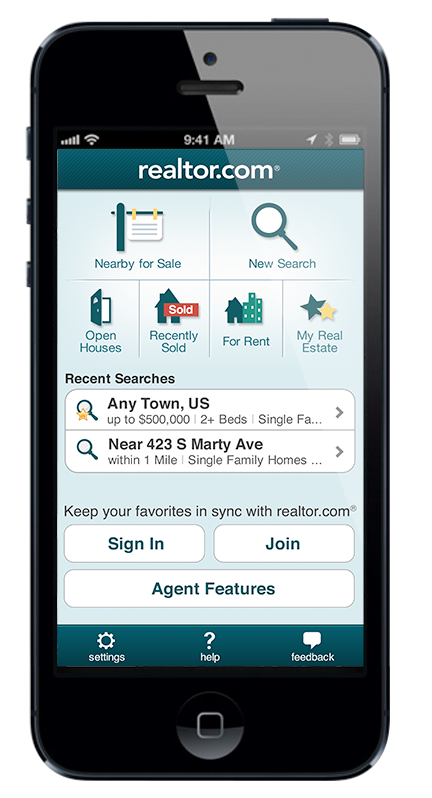 9:41 AM
realtor.com®
Nearby for Sale
New Search
Sold
Open
Houses
Recently
Sold
For Rent
My Real
Estate
Recent Searches
Any Town, US
up to $500,000 | 2+ Beds | Single Fa...
Near 423 S Marty Ave
within 1 Mile | Single Family Homes ...
Keep your favorites in sync with realtor.com®
Sign In
Join
Agent Features
?
settings
help
feedback